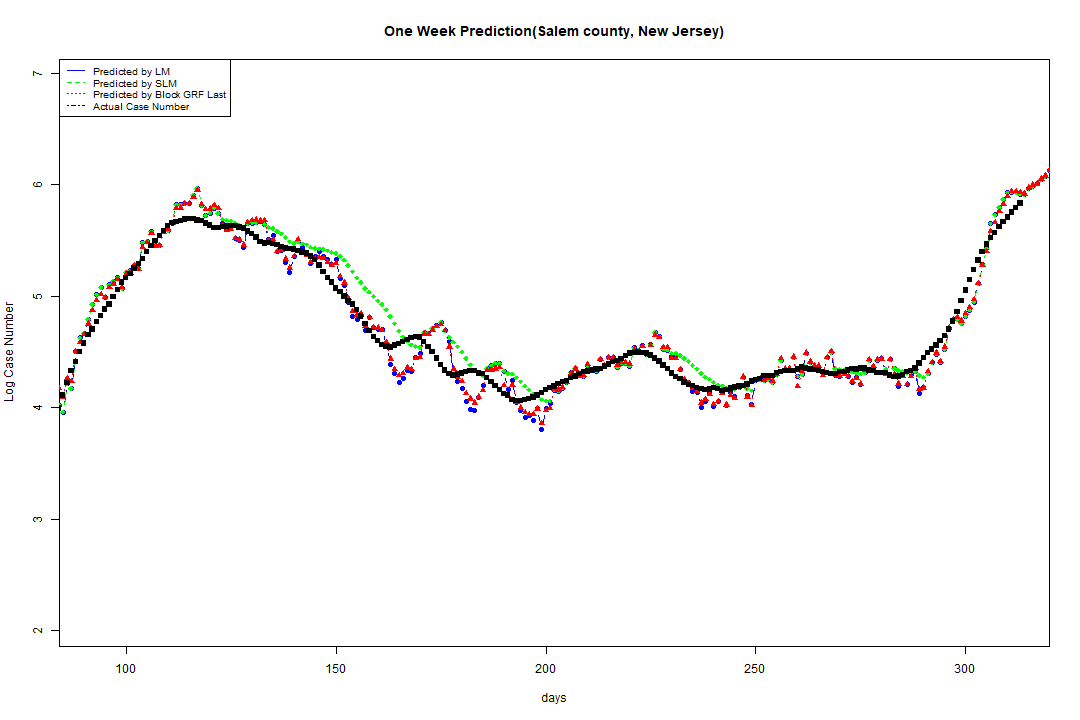 One Week Prediction(Salem county, New Jersey)
Predicted by LM
Predicted by SLM
Predicted by Block GRF Last
Actual Case Number
7
6
5
4
3
2
Log Case Number
100 150 200 250 300
days